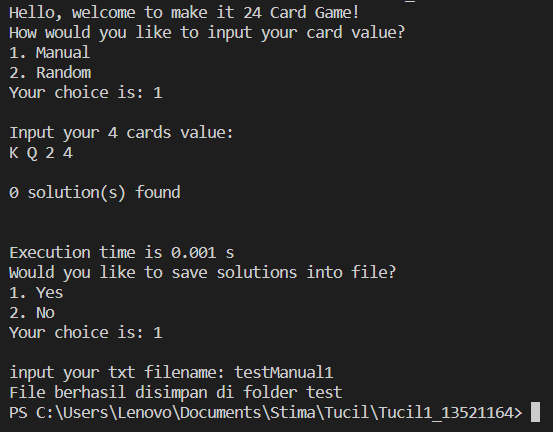 Hello, welcome to make it 24 Card Game!
How would you like to input your card value?
1. Manual
2. Random
Your choice is: 1
Input your 4 cards value:
K Q 2 4
0 solution(s) found
Execution time is 0.001 s
Would you like to save solutions into file?
1. Yes
2. No
Your choice is: 1
input your txt filename: testManual1
File berhasil disimpan di folder test
PS C:\Users\Lenovo\Documents\Stima\Tucil\Tucil1_13521164>